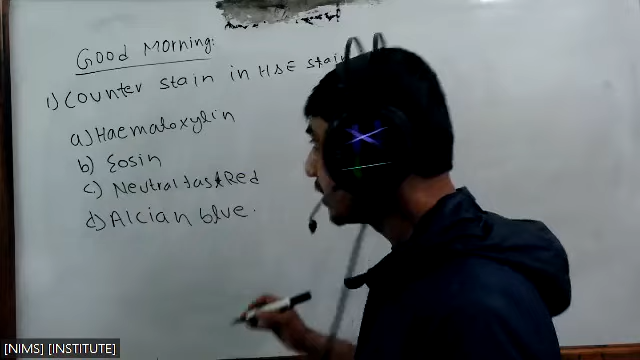 Good Morning:
1) Counter stain in H&E stain
a) Haematoxylin
b) Eosin
c) Neutral fast Red
d) Alcian blue.
[NIMS] [INSTITUTE]